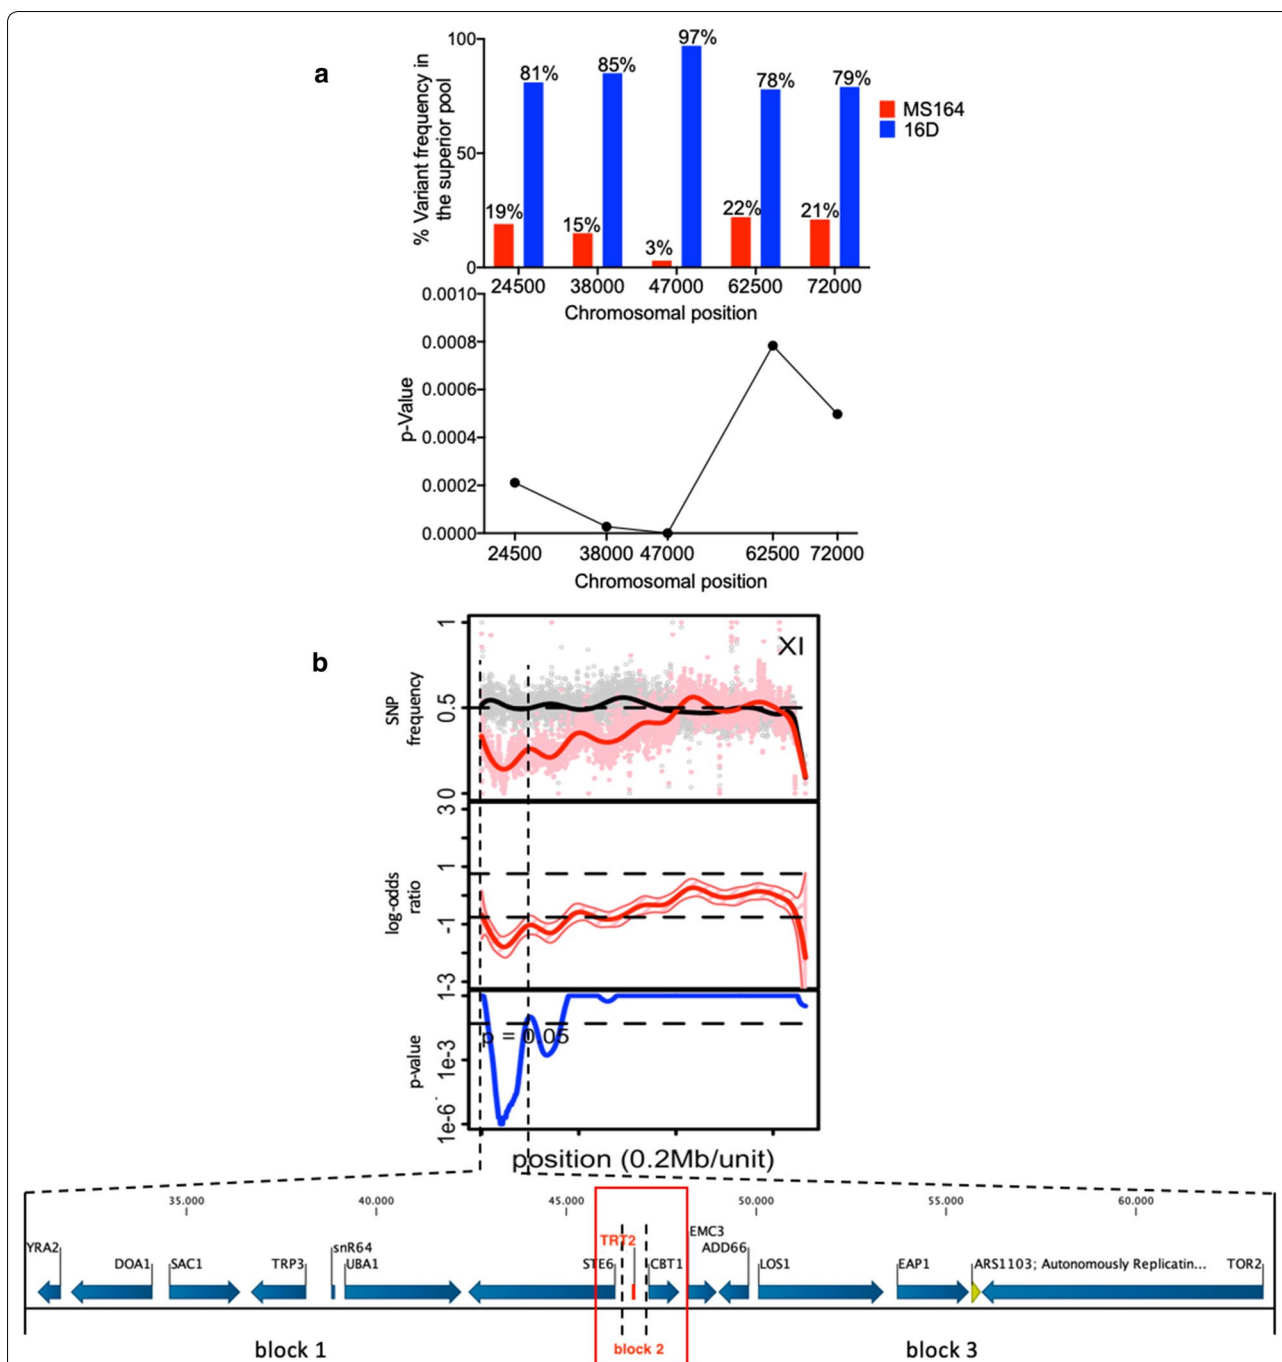 a
% Variant frequency in
the superior pool
100
50
0
19%
81%
15%
85%
3%
97%
22%
78%
21%
79%
MS164
16D
24500 38000 47000 62500 72000
Chromosomal position
p-Value
0.0010
0.0008
0.0006
0.0004
0.0002
0.0000
24500 38000 47000 62500 72000
Chromosomal position
b
XI
SNP
frequency
1
0.5
0
log-odds
ratio
3
1
-1
-3
p-value
1
1e-3
1e-6
p = 0.05
position (0.2Mb/unit)
35.000 40.000 45.000 50.000 55.000 60.000
YRA2 DOA1 SAC1 TRP3 snR64 UBA1 STE6 TRT2 CBT1 EMC3 ADD66 LOS1 EAP1 ARS1103; Autonomously Replicatin... TOR2
block 1 block 2 block 3